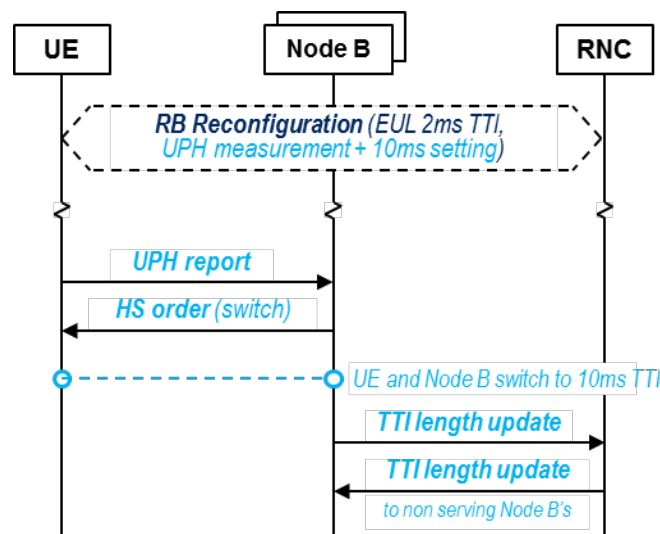 UE
Node B
RNC
RB Reconfiguration (EUL 2ms TTI,
UPH measurement + 10ms setting)
UPH report
HS order (switch)
UE and Node B switch to 10ms TTI
TTI length update
TTI length update
to non serving Node B's